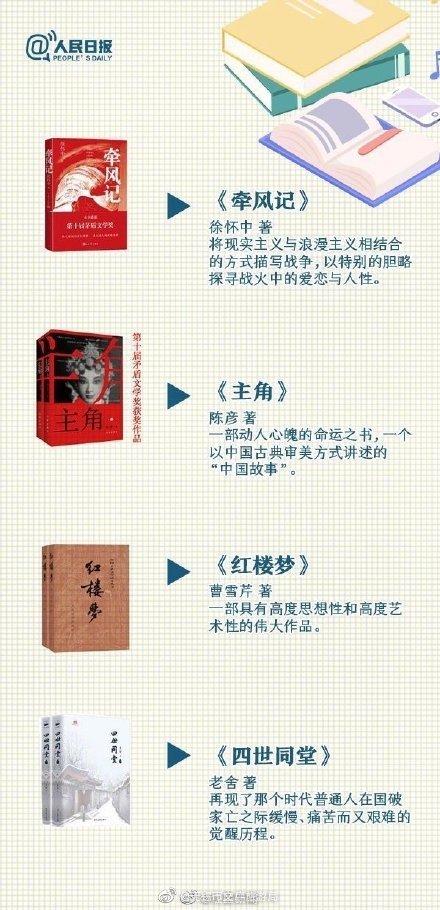 @人民日报
PEOPLE'S DAILY
牵风记
第十届茅盾文学奖
《牵风记》
徐怀中 著
将现实主义与浪漫主义相结合
的方式描写战争，以特别的胆略
探寻战火中的爱恋与人性。
主角
主角
第十届茅盾文学奖获奖作品
《主角》
陈彦 著
一部动人心魄的命运之书，一个
以中国古典审美方式讲述的
“中国故事”。
红楼梦
《红楼梦》
曹雪芹 著
一部具有高度思想性和高度艺
术性的伟大作品。
四世同堂
四世同堂
《四世同堂》
老舍 著
再现了那个时代普通人在国破
家亡之际缓慢、痛苦而又艰难的
觉醒历程。